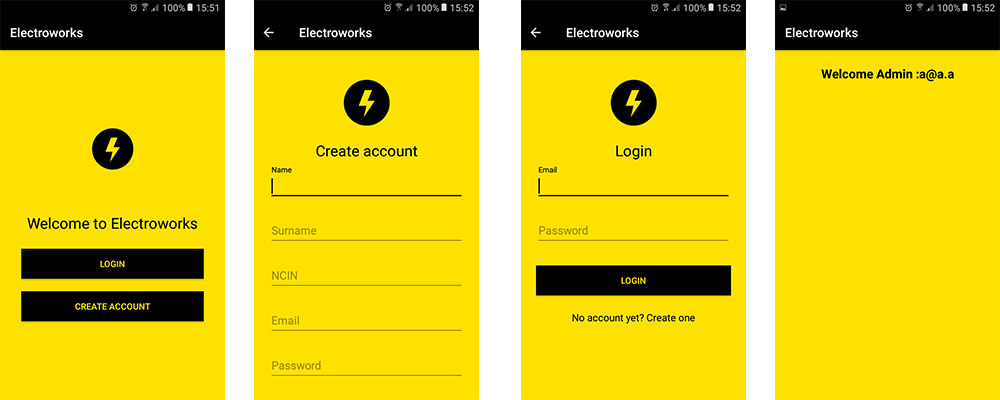 100% 15:51
Electroworks
Welcome to Electroworks
LOGIN
CREATE ACCOUNT
100% 15:52
Electroworks
Create account
Name
Surname
NCIN
Email
Password
100% 15:52
Electroworks
Login
Email
Password
LOGIN
No account yet? Create one
100% 15:52
Electroworks
Welcome Admin :a@a.a